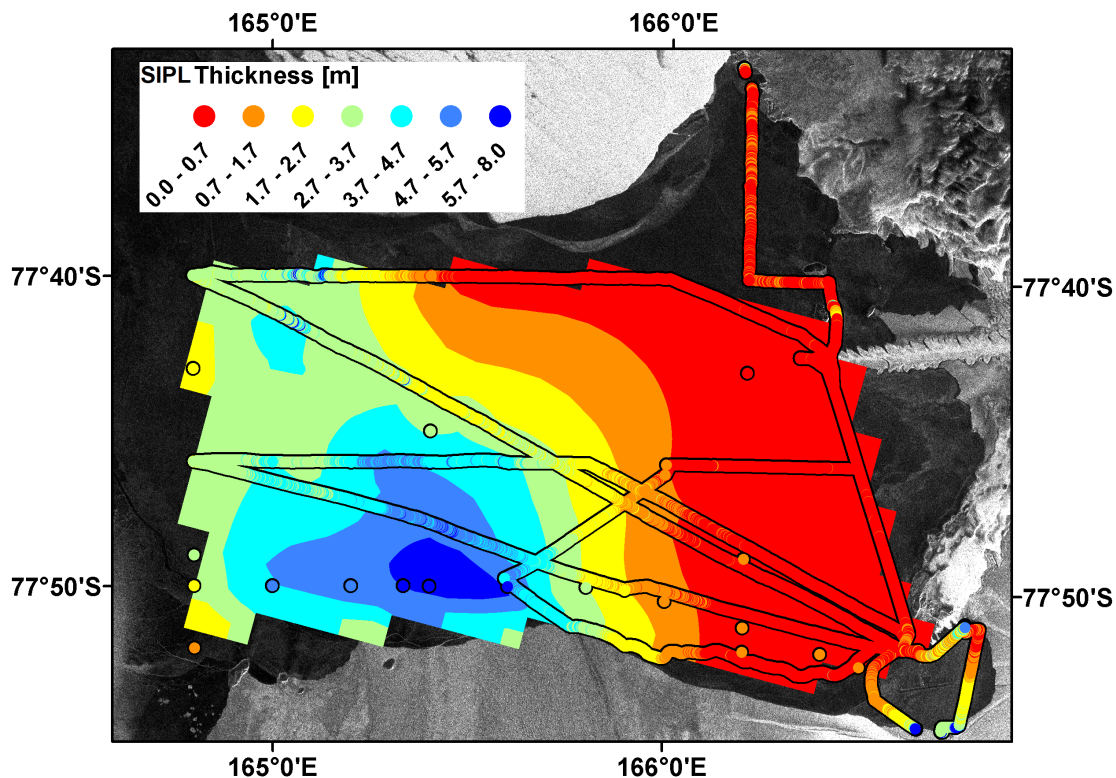 165°0'E 166°0'E
SIPL Thickness [m]
0.0 - 0.7 0.7 - 1.7 1.7 - 2.7 2.7 - 3.7 3.7 - 4.7 4.7 - 5.7 5.7 - 8.0
77°40'S 77°40'S
77°50'S 77°50'S
165°0'E 166°0'E